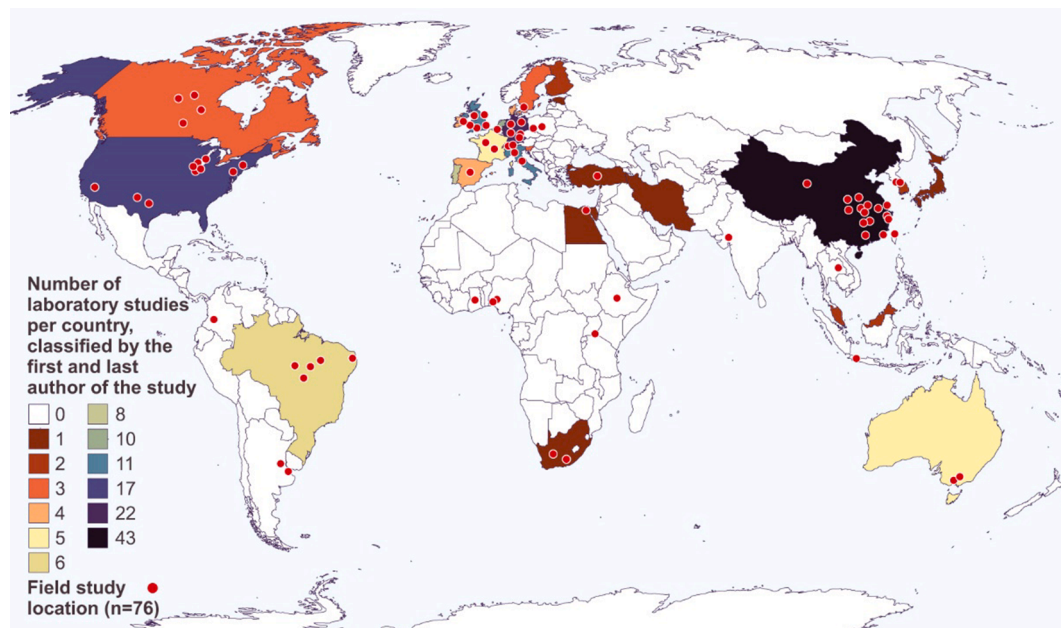 Number of
laboratory studies
per country,
classified by the
first and last
author of the study
0
8
1
10
2
11
3
17
4
22
5
43
6
Field study
location (n=76)